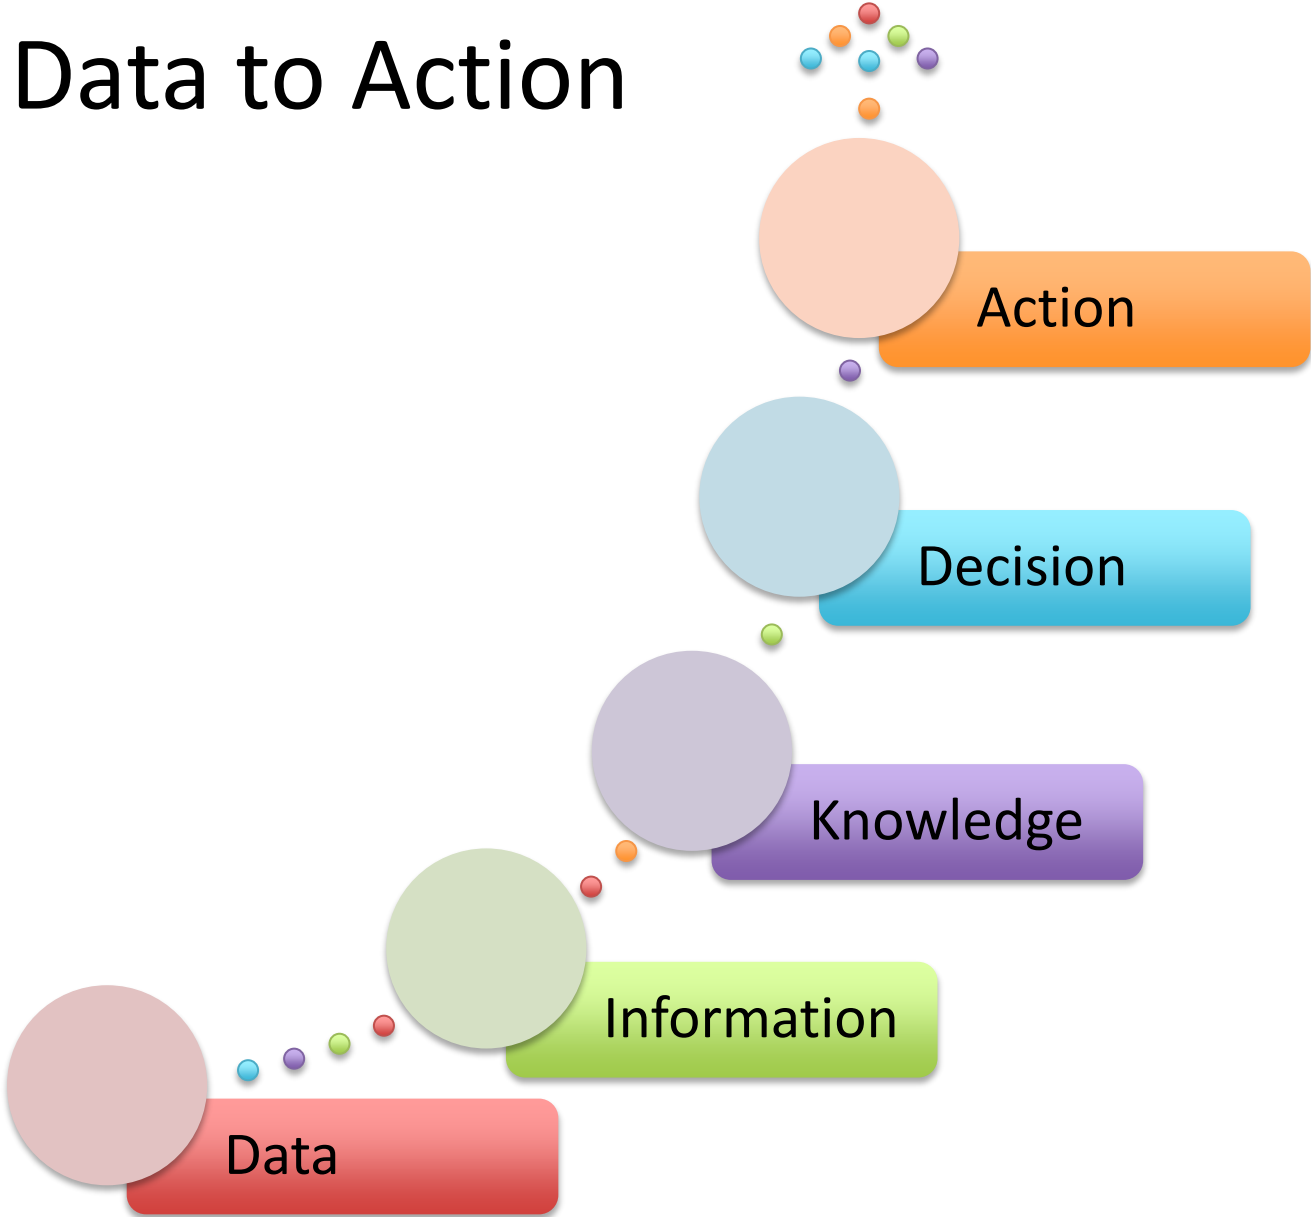 Data to Action
Action
Decision
Knowledge
Information
Data